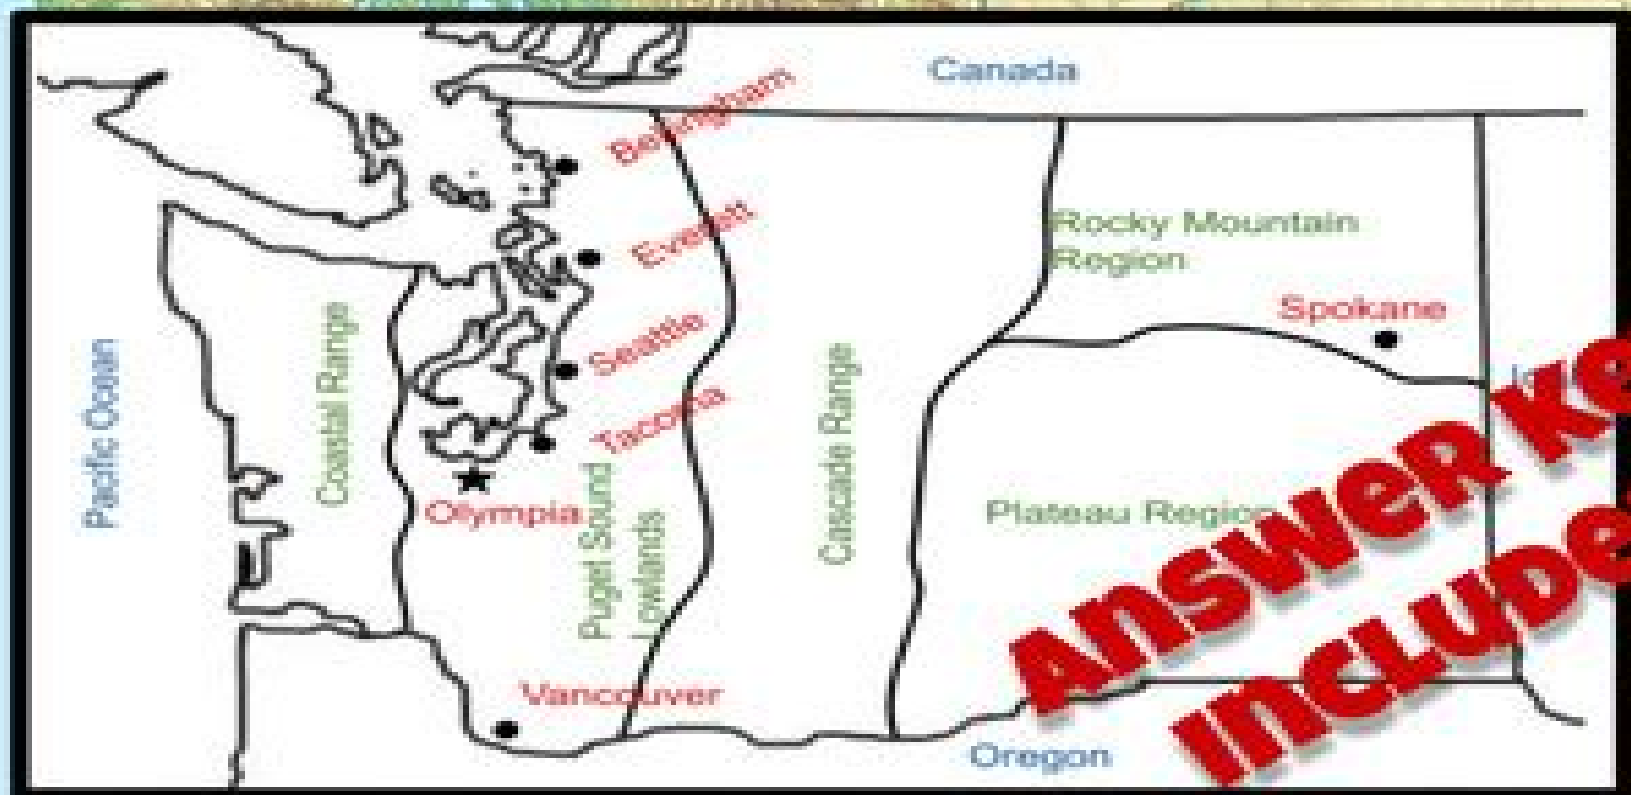 Canada
Bellingham
Everett
Rocky Mountain
Region
Spokane
Seattle
Tacoma
Pacific Ocean
Coastal Range
Cascade Range
Olympia
Puget Sound
Lowlands
Plateau Region
Vancouver
Oregon
Answer Ke
Include